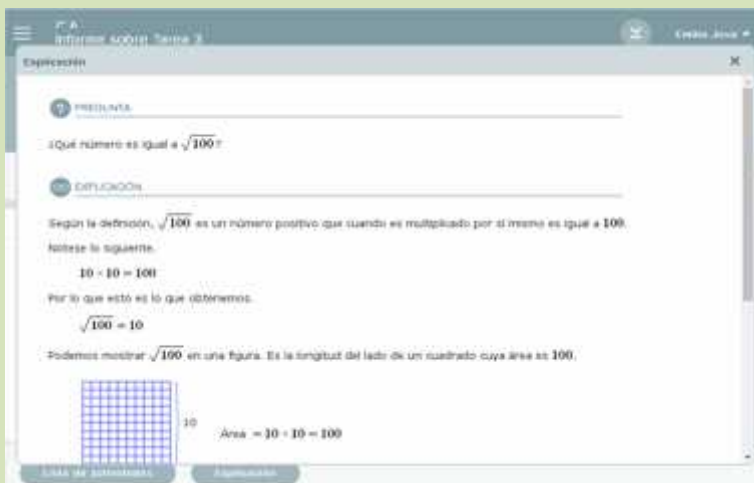 Informe sobre Tarea 3
Explicación
PREGUNTA
¿Qué número es igual a √100?
EXPLICACIÓN
Según la definición, √100 es un número positivo que cuando es multiplicado por sí mismo es igual a 100.
Nótese lo siguiente.
10 · 10 = 100
Por lo que esto es lo que obtenemos.
√100 = 10
Podemos mostrar √100 en una figura. Es la longitud del lado de un cuadrado cuya área es 100.
10
Área = 10 · 10 = 100
Lista de actividades
Explicación